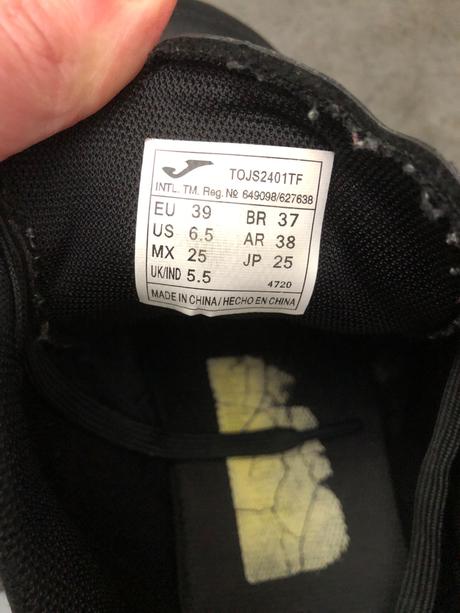 TOJS2401TF
INTL. TM. Reg. № 649098/627638
EU 39 BR 37
US 6.5 AR 38
MX 25 JP 25
UK/IND 5.5 4720
MADE IN CHINA/HECHO EN CHINA